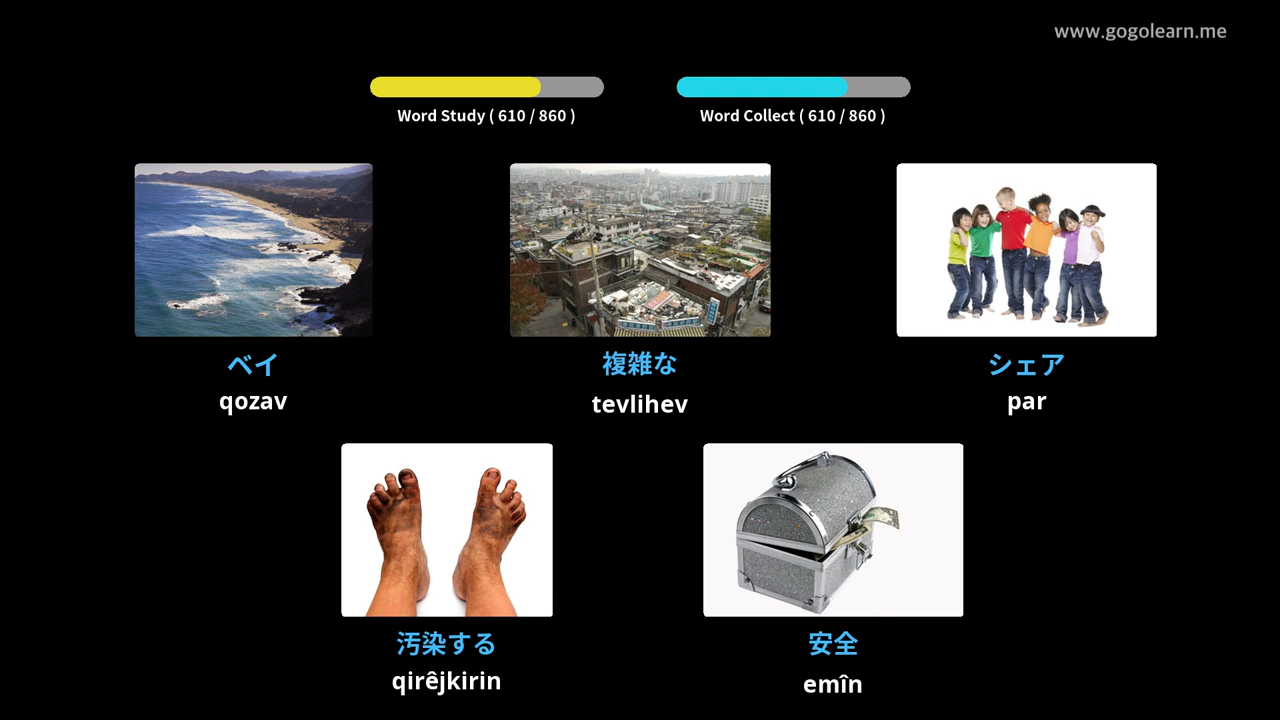 www.gogolearn.me
Word Study ( 610 / 860 )
Word Collect ( 610 / 860 )
ベイ
qozav
複雑な
tevlihev
シェア
par
汚染する
qirêjkirin
安全
emîn